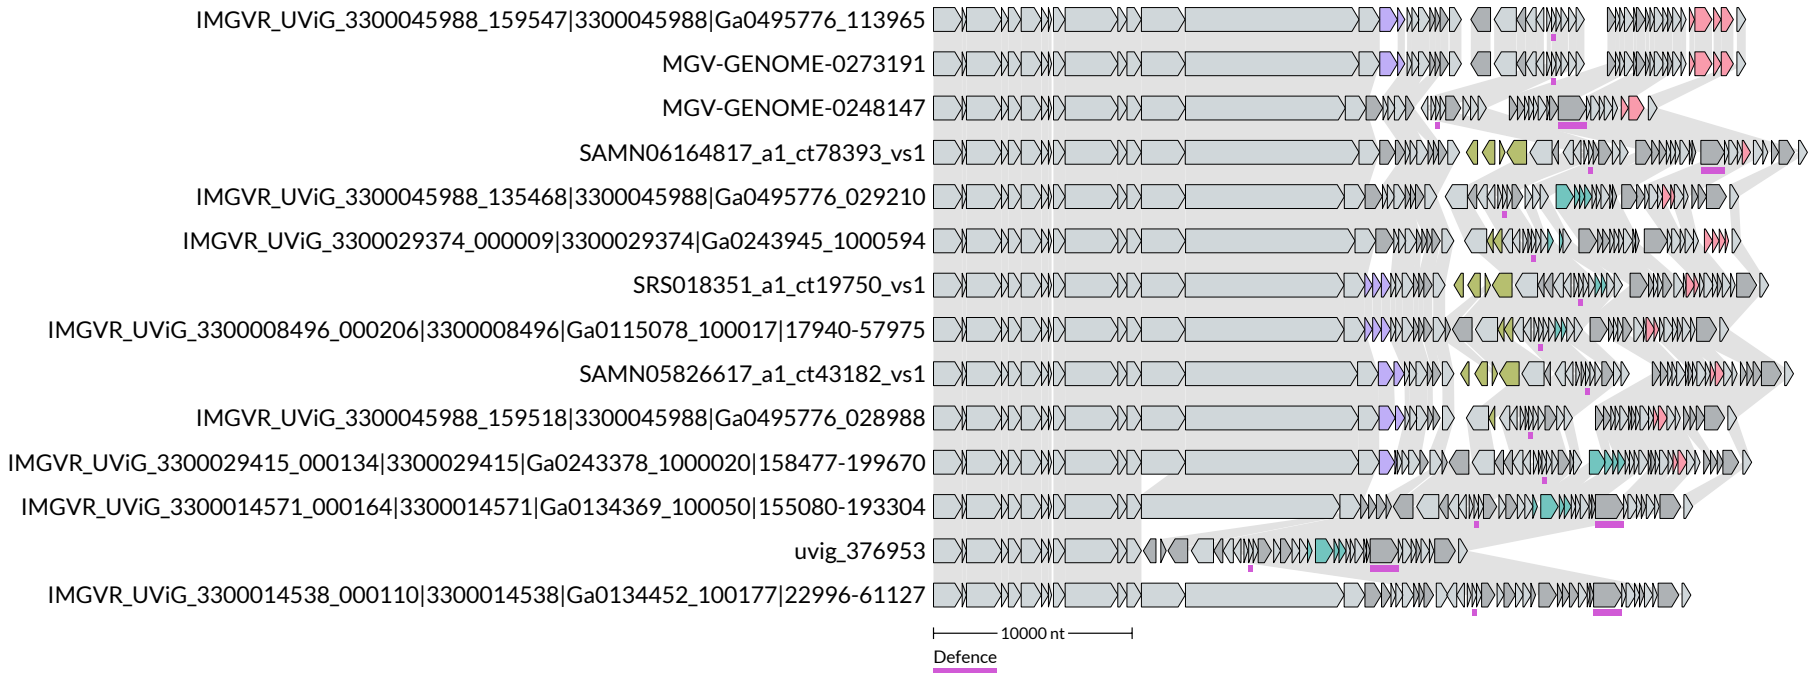 IMGVR_UViG_3300045988_159547|3300045988|Ga0495776_113965
MGV-GENOME-0273191
MGV-GENOME-0248147
SAMN06164817_a1_ct78393_vs1
IMGVR_UViG_3300045988_135468|3300045988|Ga0495776_029210
IMGVR_UViG_3300029374_000009|3300029374|Ga0243945_1000594
SRS018351_a1_ct19750_vs1
IMGVR_UViG_3300008496_000206|3300008496|Ga0115078_100017|17940-57975
SAMN05826617_a1_ct43182_vs1
IMGVR_UViG_3300045988_159518|3300045988|Ga0495776_028988
IMGVR_UViG_3300029415_000134|3300029415|Ga0243378_1000020|158477-199670
IMGVR_UViG_3300014571_000164|3300014571|Ga0134369_100050|155080-193304
uvig_376953
IMGVR_UViG_3300014538_000110|3300014538|Ga0134452_100177|22996-61127
10000 nt
Defence